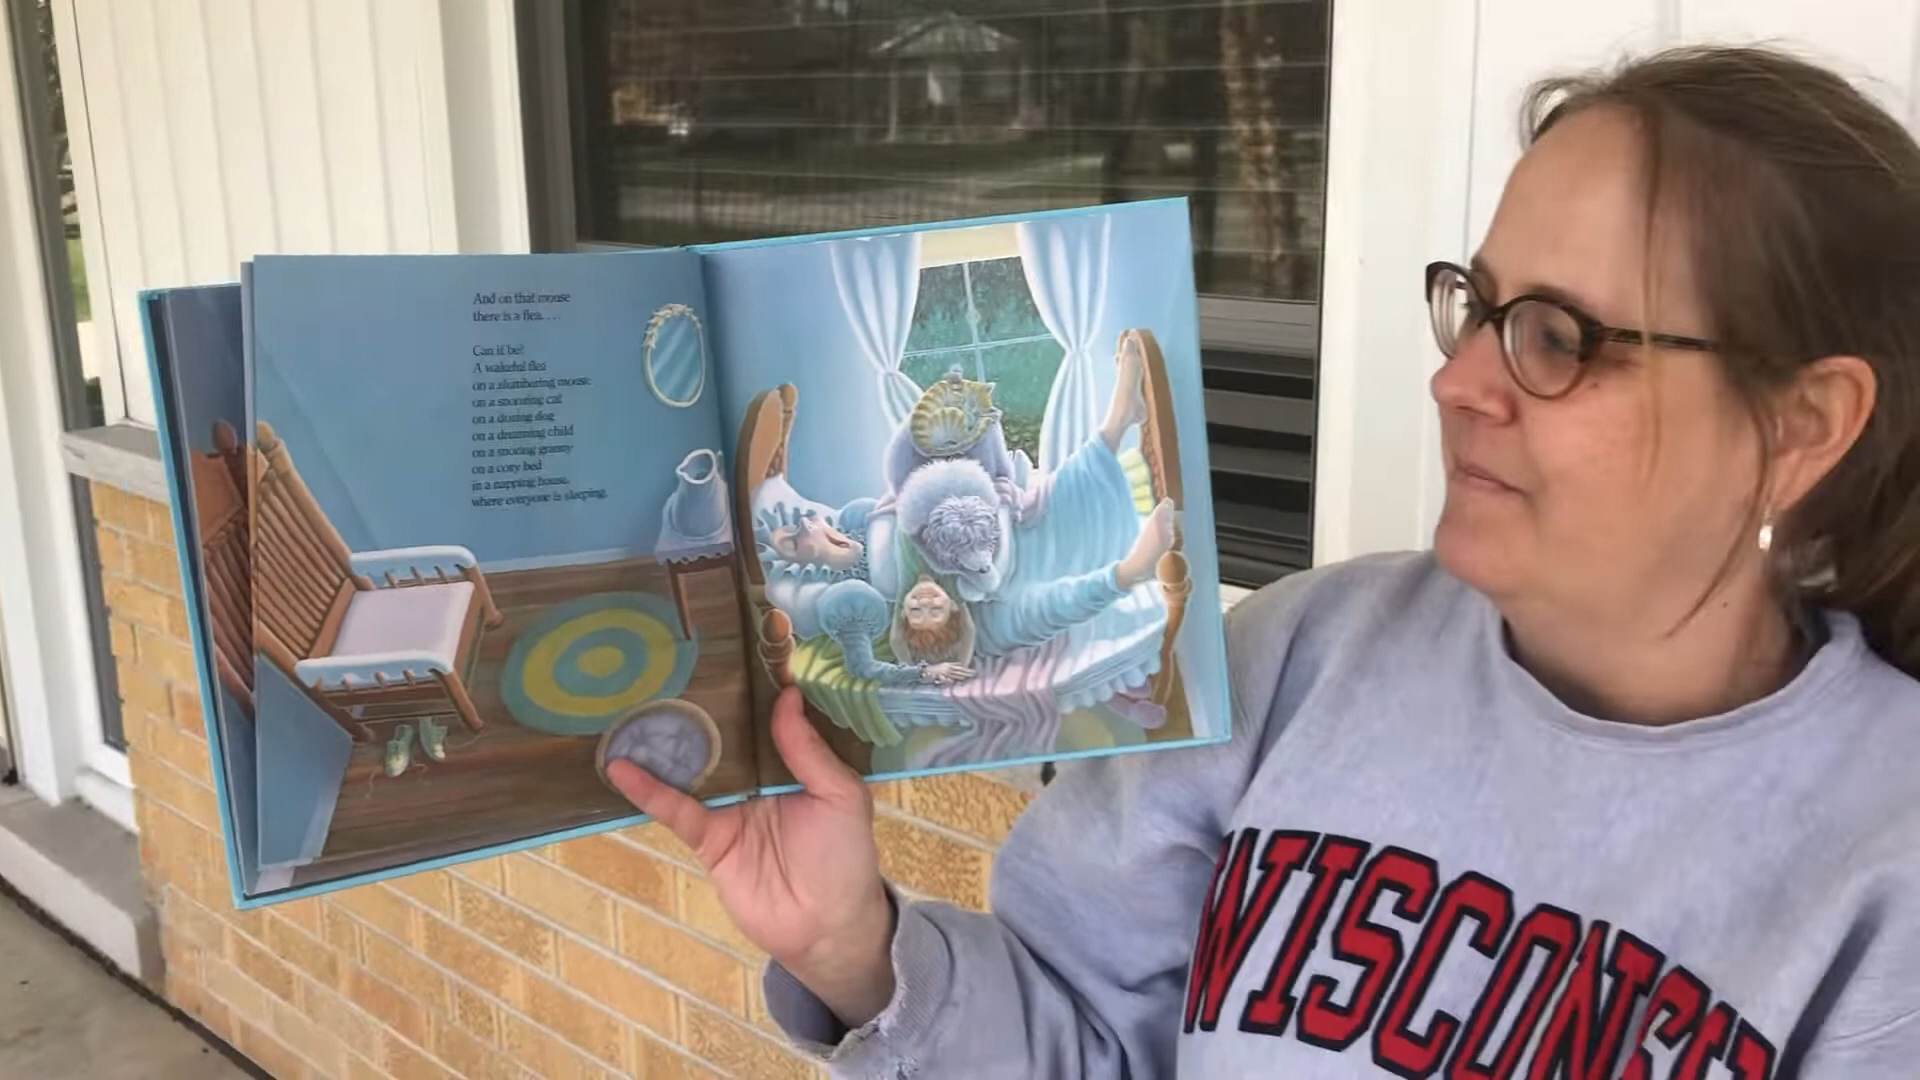 And on that mouse
there is a flea. . . .
Can it be?
A wakeful flea
on a slumbering mouse
on a snoozing cat
on a dozing dog
on a dreaming child
on a snoring granny
on a cozy bed
in a napping house,
where everyone is sleeping.
WISCONSIN